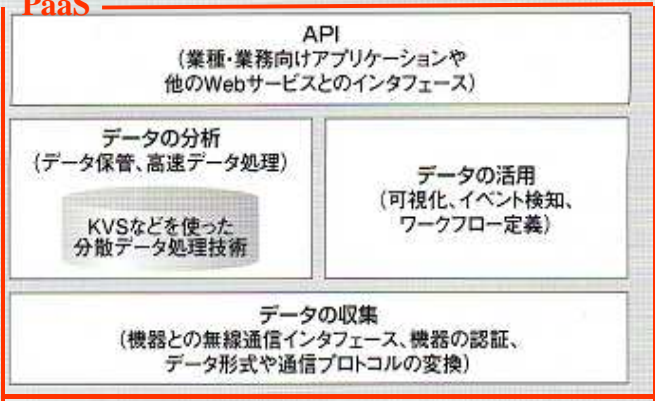 PaaS
API
(業種・業務向けアプリケーションや
他のWebサービスとのインタフェース)
データの分析
(データ保管、高速データ処理)
KVSなどを使った
分散データ処理技術
データの活用
(可視化、イベント検知、
ワークフロー定義)
データの収集
(機器との無線通信インタフェース、機器の認証、
データ形式や通信プロトコルの変換)